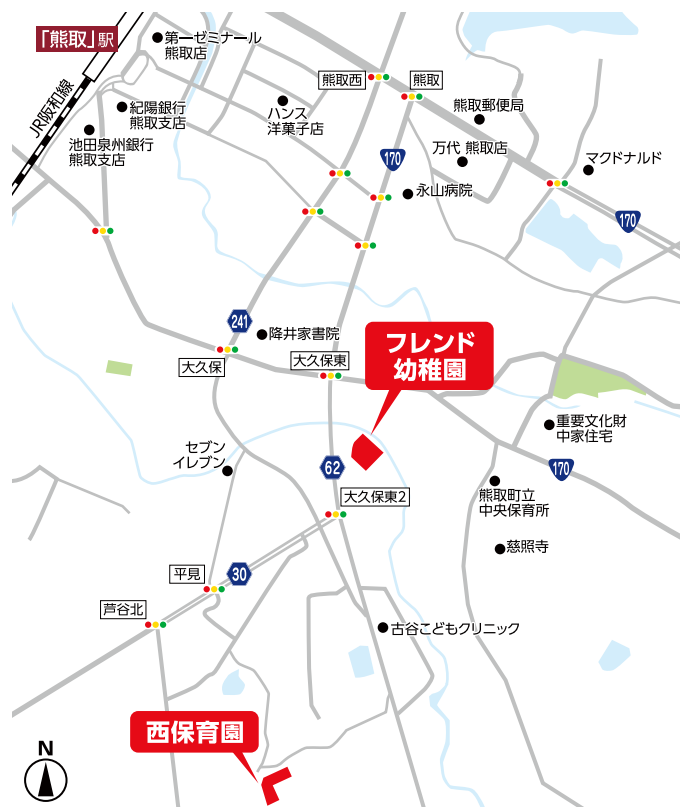 「熊取」駅
第一ゼミナール
熊取店
JR阪和線
紀陽銀行
熊取支店
池田泉州銀行
熊取支店
ハンス
洋菓子店
熊取西
熊取
熊取郵便局
万代 熊取店
マクドナルド
170
永山病院
170
241
降井家書院
大久保
大久保東
フレンド
幼稚園
重要文化財
中家住宅
セブン
イレブン
62
170
熊取町立
中央保育所
大久保東2
慈照寺
平見
30
芦谷北
古谷こどもクリニック
西保育園
N